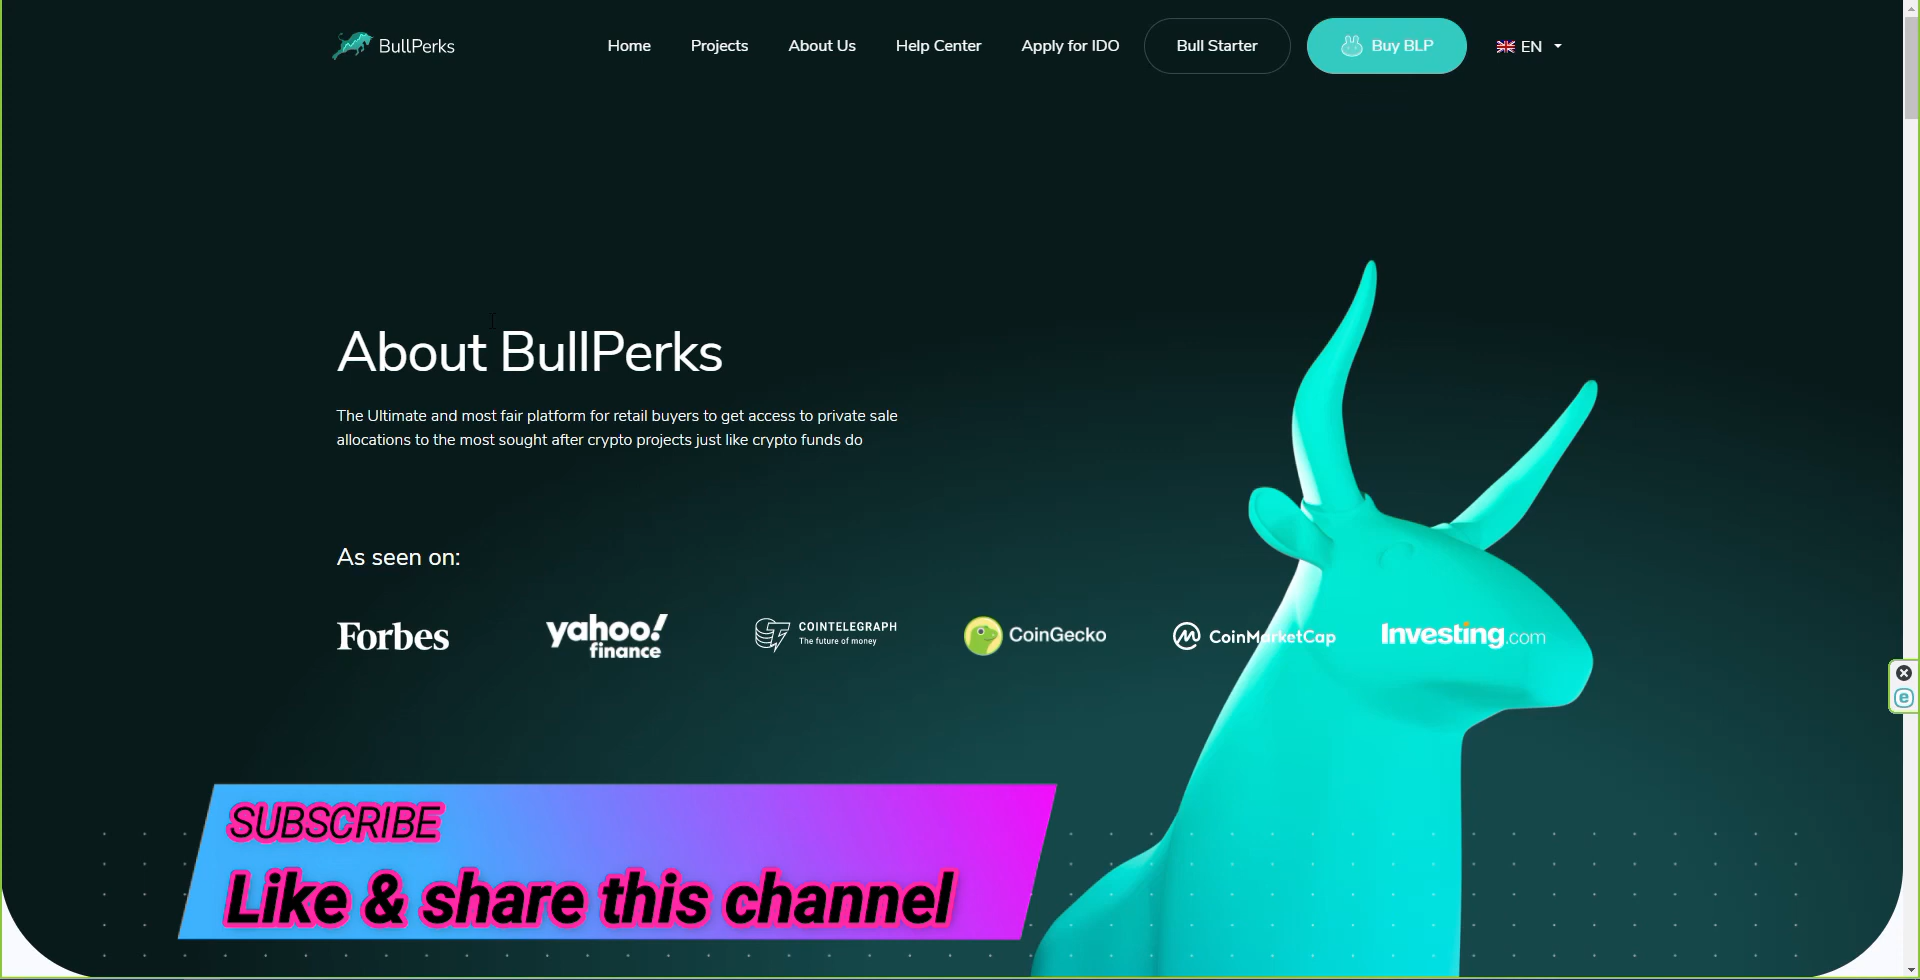 BullPerks
Home
Projects
About Us
Help Center
Apply for IDO
Bull Starter
Buy BLP
EN
About BullPerks
The Ultimate and most fair platform for retail buyers to get access to private sale
allocations to the most sought after crypto projects just like crypto funds do
As seen on:
Forbes
yahoo!
finance
COINTELEGRAPH
The future of money
CoinGecko
CoinMarketCap
Investing.com
SUBSCRIBE
Like & share this channel